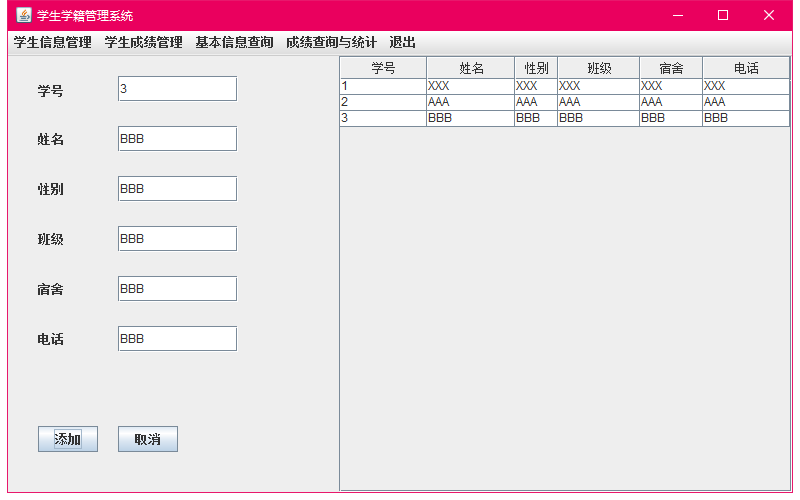 学生学籍管理系统
学生信息管理 学生成绩管理 基本信息查询 成绩查询与统计 退出
学号 3
姓名 BBB
性别 BBB
班级 BBB
宿舍 BBB
电话 BBB
添加 取消
学号 姓名 性别 班级 宿舍 电话
1 XXX XXX XXX XXX XXX
2 AAA AAA AAA AAA AAA
3 BBB BBB BBB BBB BBB